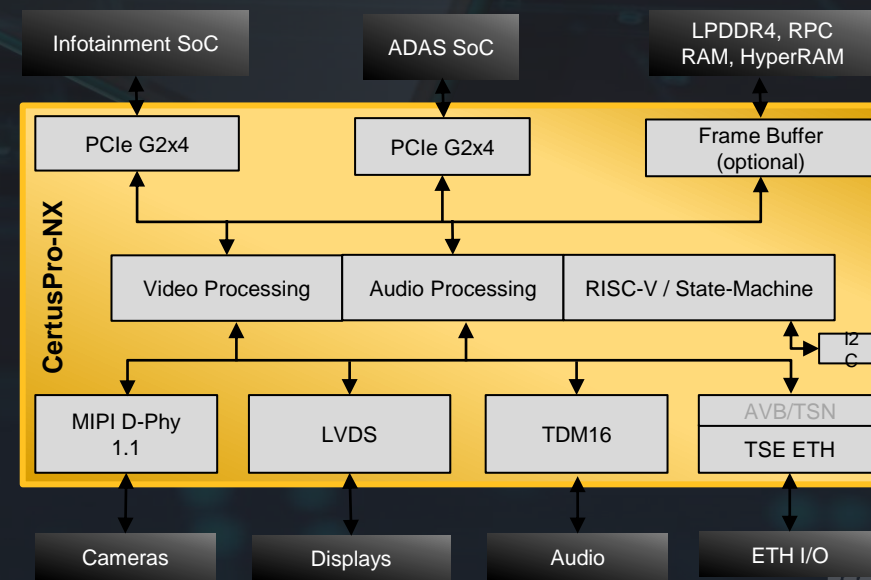 Infotainment SoC
ADAS SoC
LPDDR4, RPC
RAM, HyperRAM
PCIe G2x4
PCIe G2x4
Frame Buffer
(optional)
CertusPro-NX
Video Processing
Audio Processing
RISC-V / State-Machine
I2
C
MIPI D-Phy
1.1
LVDS
TDM16
AVB/TSN
TSE ETH
Cameras
Displays
Audio
ETH I/O